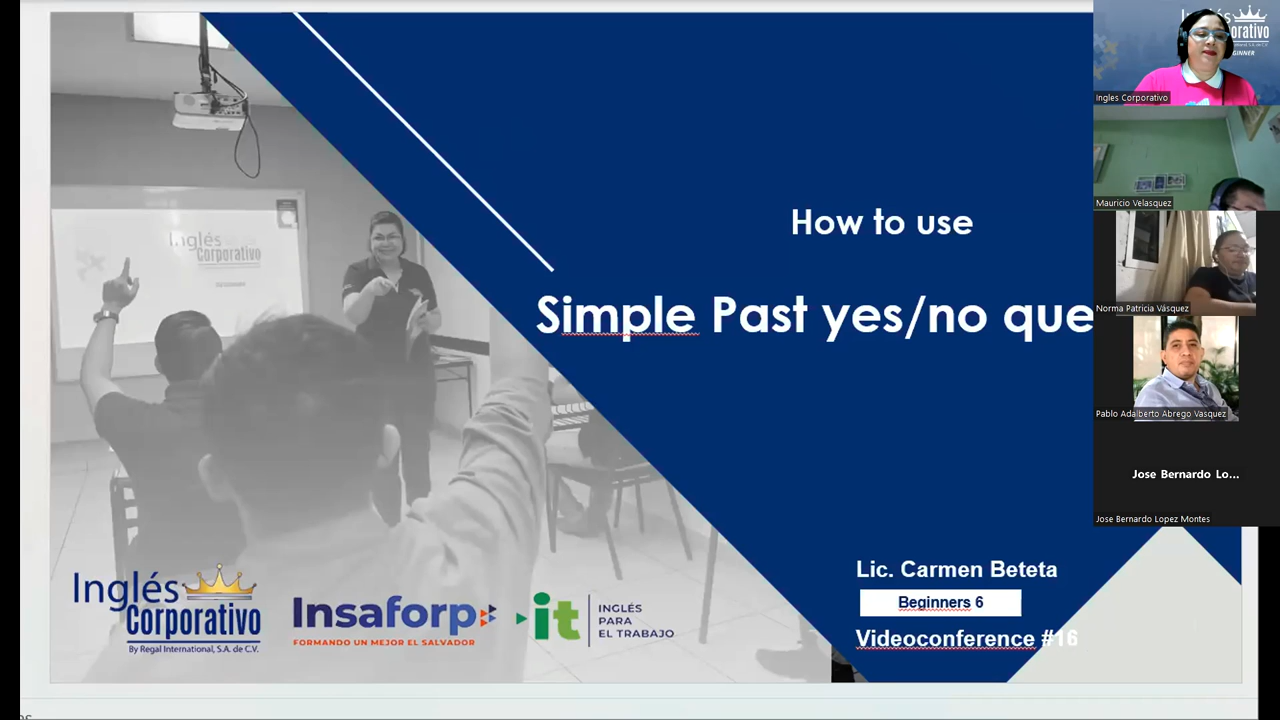 How to use
Simple Past yes/no que
Lic. Carmen Beteta
Beginners 6
Videoconference #16
Inglés
Corporativo
By Regal International, S.A. de C.V.
Insaforp
FORMANDO UN MEJOR EL SALVADOR
it
INGLÉS
PARA
EL TRABAJO
Inglés
Corporativo
Ingles Corporativo
Mauricio Velasquez
Norma Patricia Vásquez
Pablo Adalberto Abrego Vasquez
Jose Bernardo Lo...
Jose Bernardo Lopez Montes